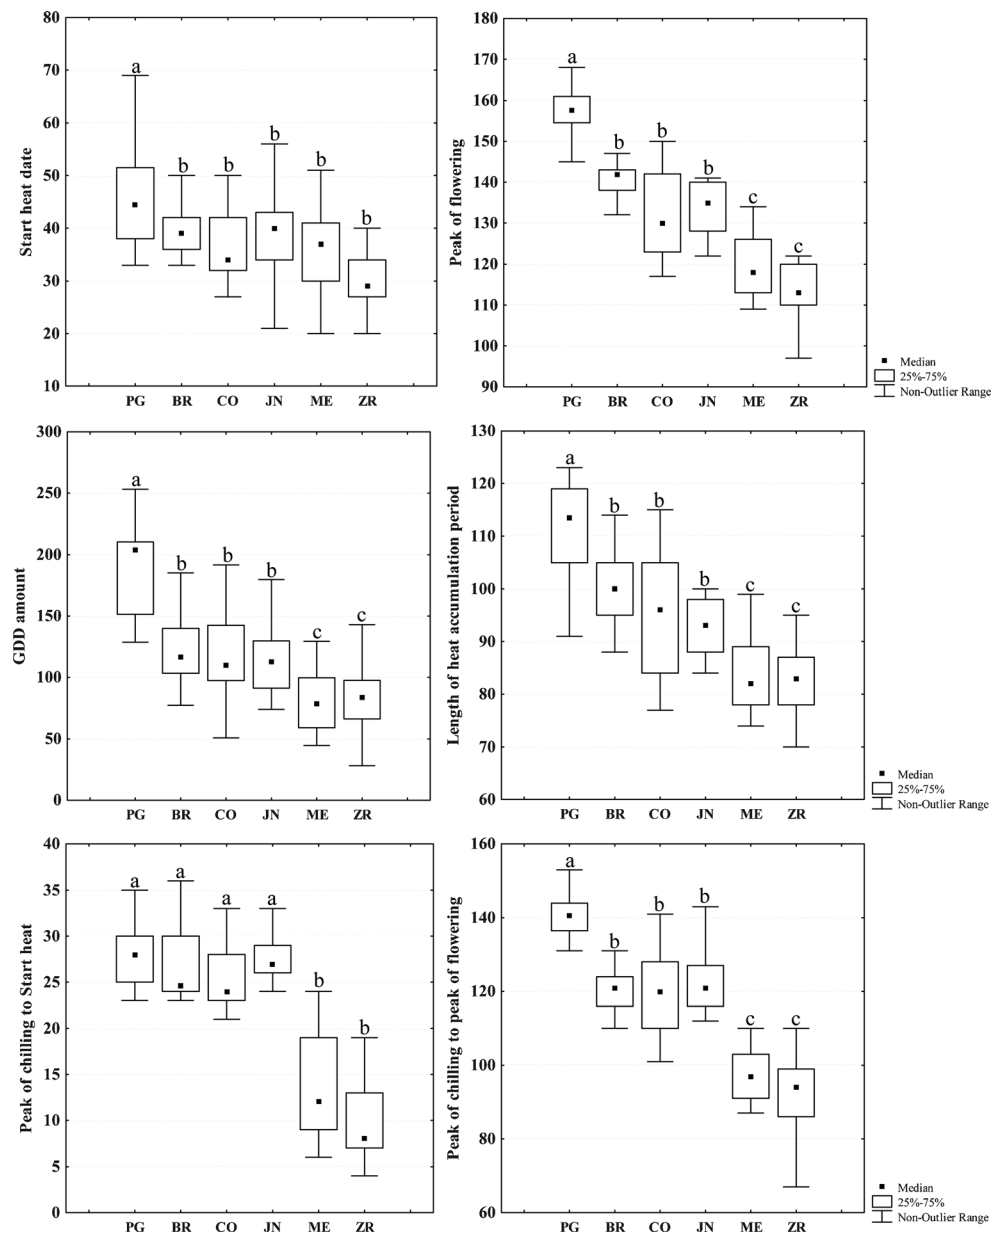 80
70
60
50
40
30
20
10
Start heat date
a
b
b
b
b
b
PG BR CO JN ME ZR
180
170
160
150
140
130
120
110
100
90
Peak of flowering
a
b
b
b
c
c
PG BR CO JN ME ZR
Median
25%-75%
Non-Outlier Range
300
250
200
150
100
50
0
GDD amount
a
b
b
b
c
c
PG BR CO JN ME ZR
130
120
110
100
90
80
70
60
Length of heat accumulation period
a
b
b
b
c
c
PG BR CO JN ME ZR
Median
25%-75%
Non-Outlier Range
40
35
30
25
20
15
10
5
0
Peak of chilling to Start heat
a
a
a
a
b
b
PG BR CO JN ME ZR
160
140
120
100
80
60
Peak of chilling to peak of flowering
a
b
b
b
c
c
PG BR CO JN ME ZR
Median
25%-75%
Non-Outlier Range